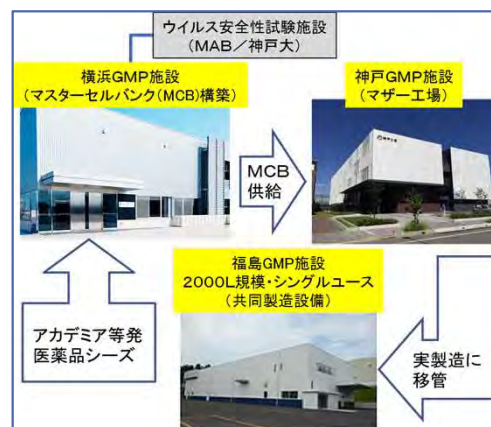 ウイルス安全性試験施設
(MAB/神戸大)
横浜GMP施設
(マスターセルバンク(MCB)構築)
神戸GMP施設
(マザー工場)
MCB
供給
福島GMP施設
2000L規模・シングルユース
(共同製造設備)
アカデミア等発
医薬品シーズ
実製造に
移管